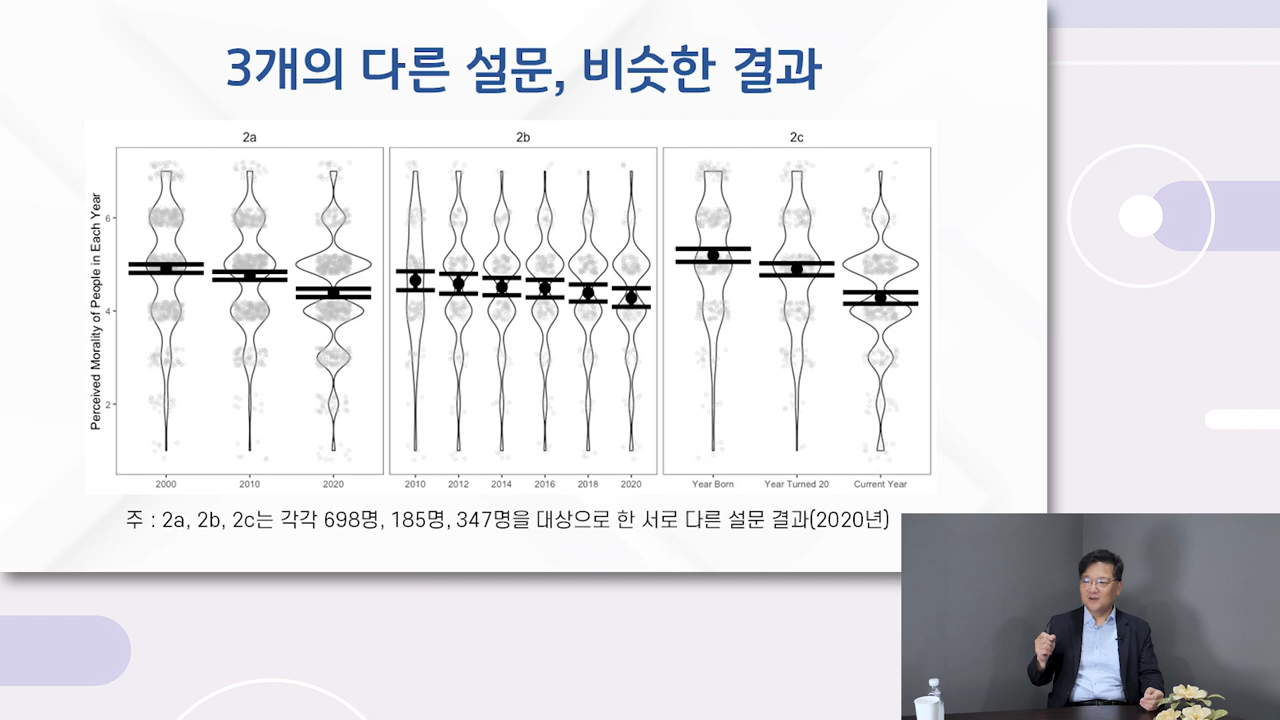 3개의 다른 설문, 비슷한 결과
2a
2b
2c
Perceived Morality of People in Each Year
6
4
2
2000
2010
2020
2010
2012
2014
2016
2018
2020
Year Born
Year Turned 20
Current Year
주 : 2a, 2b, 2c는 각각 698명, 185명, 347명을 대상으로 한 서로 다른 설문 결과(2020년)